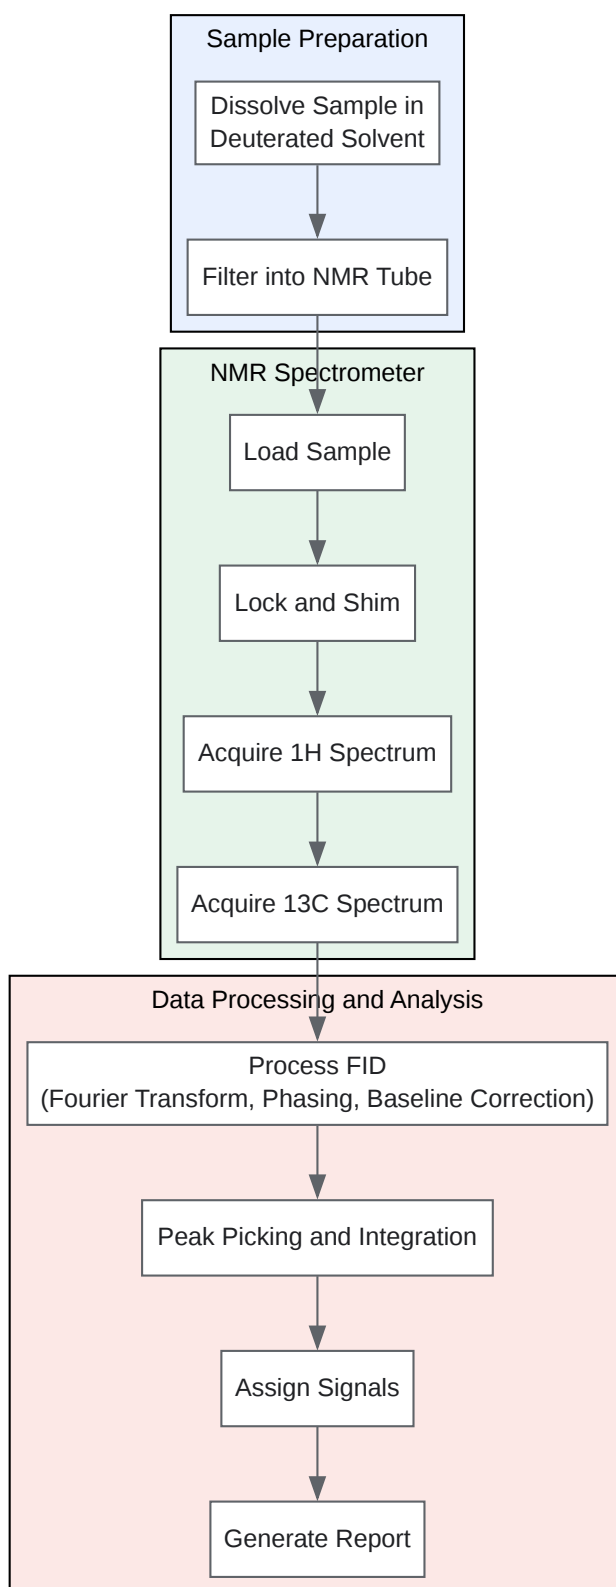 Sample Preparation
Dissolve Sample in
Deuterated Solvent
Filter into NMR Tube
NMR Spectrometer
Load Sample
Lock and Shim
Acquire 1H Spectrum
Acquire 13C Spectrum
Data Processing and Analysis
Process FID
(Fourier Transform, Phasing, Baseline Correction)
Peak Picking and Integration
Assign Signals
Generate Report